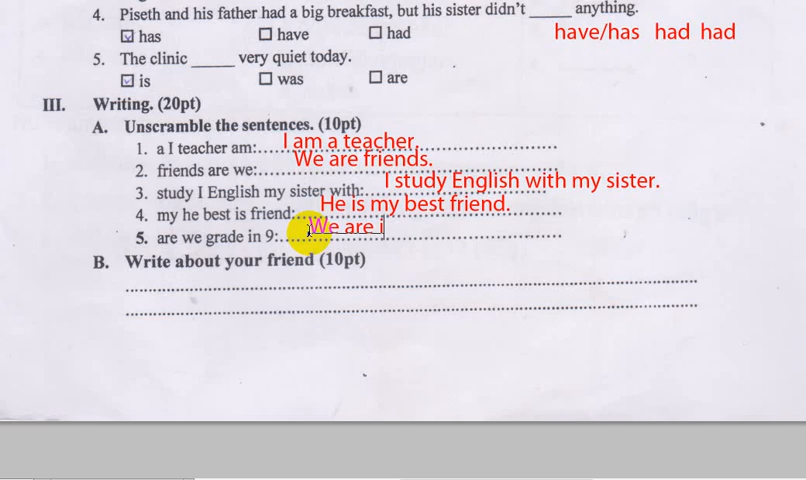 4. Piseth and his father had a big breakfast, but his sister didn't _____ anything.
☑ has ☐ have ☐ had have/has had had
5. The clinic _____ very quiet today.
☑ is ☐ was ☐ are
III. Writing. (20pt)
A. Unscramble the sentences. (10pt)
1. a I teacher am:.... I am a teacher.
2. friends are we:.... We are friends.
3. study I English my sister with:.... I study English with my sister.
4. my he best is friend:.... He is my best friend.
5. are we grade in 9:.... We are i
B. Write about your friend (10pt)